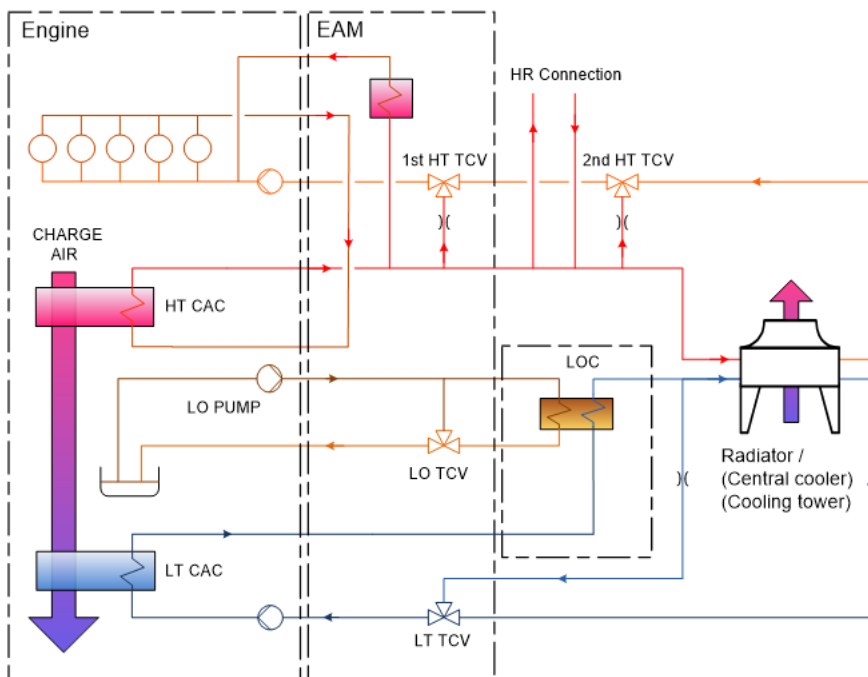 Engine
EAM
HR Connection
1st HT TCV
2nd HT TCV
CHARGE
AIR
HT CAC
LOC
LO PUMP
LO TCV
Radiator /
(Central cooler)
(Cooling tower)
LT CAC
LT TCV